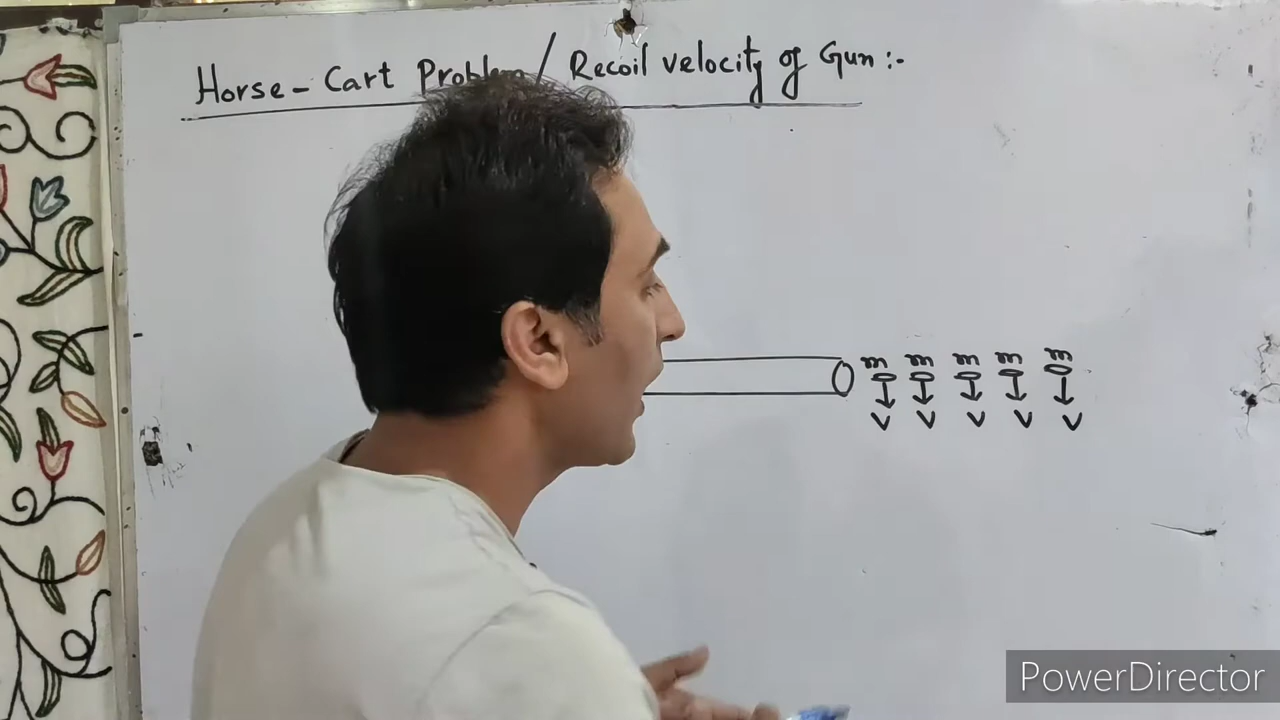 Horse - Cart Problem / Recoil velocity of Gun :-
m m m m m
v v v v v
PowerDirector